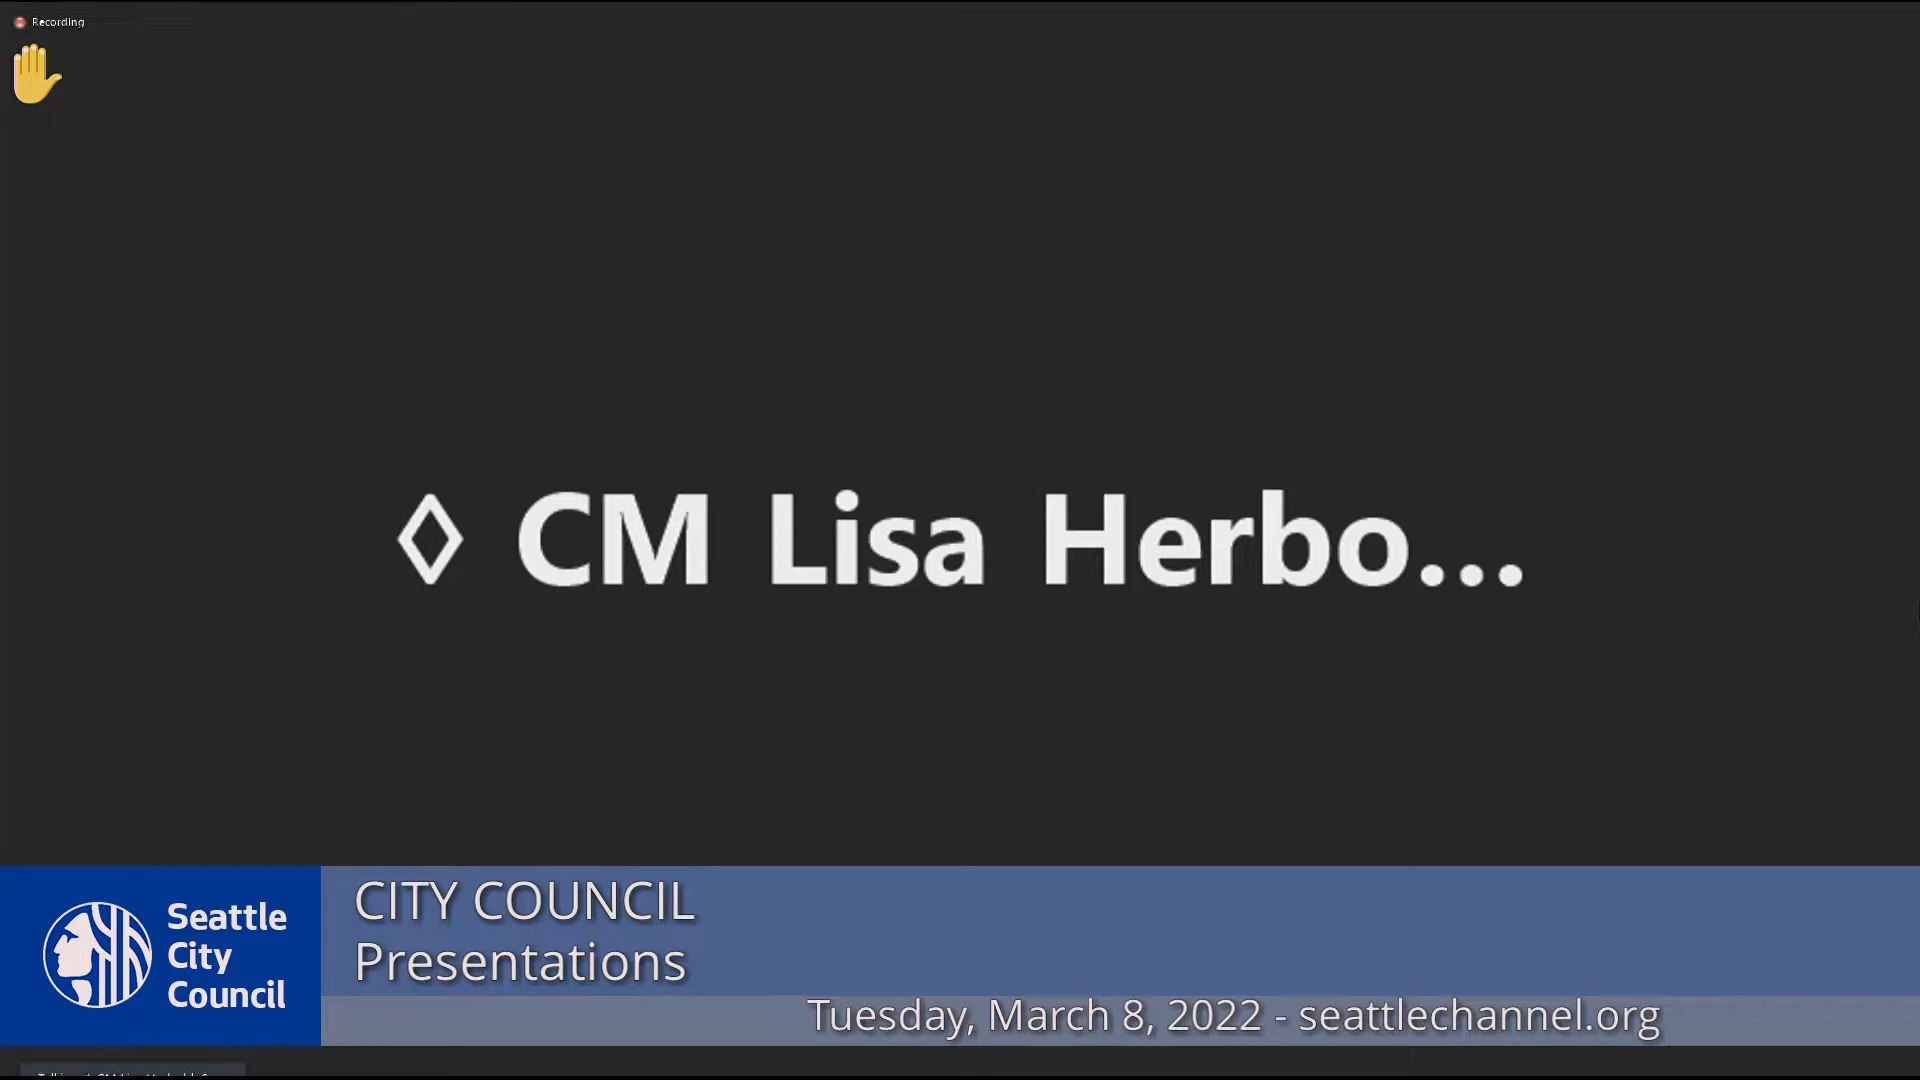 Recording
◊ CM Lisa Herbo...
Seattle
City
Council
CITY COUNCIL
Presentations
Tuesday, March 8, 2022 - seattlechannel.org